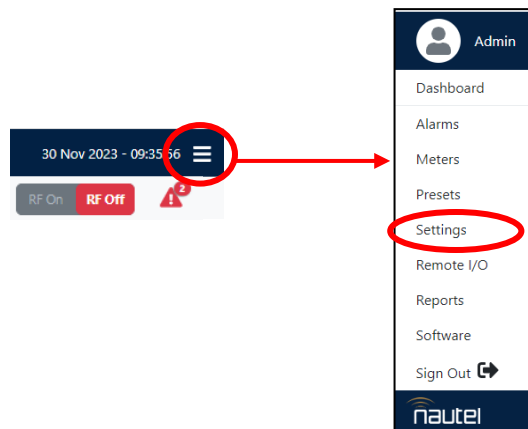 30 Nov 2023 - 09:35:56
RF On RF Off 2
Admin
Dashboard
Alarms
Meters
Presets
Settings
Remote I/O
Reports
Software
Sign Out
nautel